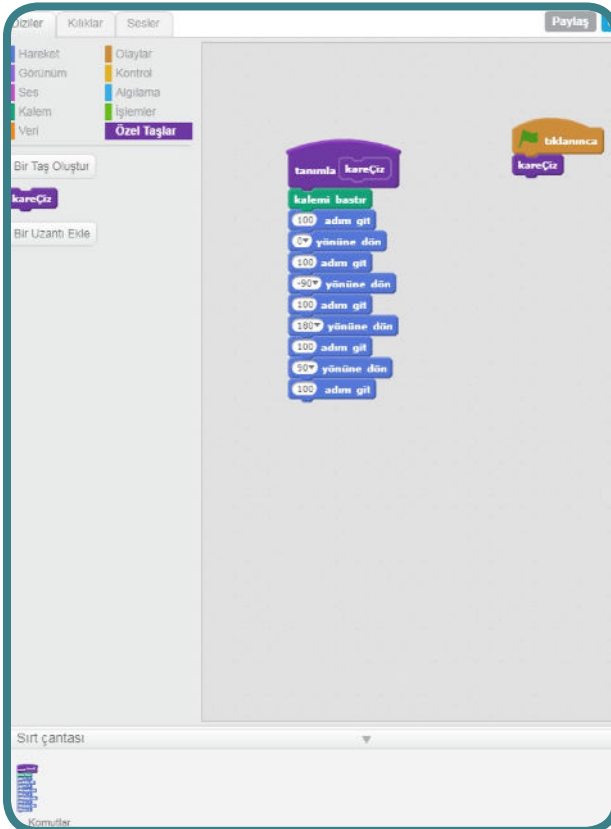 Diziler Kılıklar Sesler Paylaş
Hareket Olaylar
Görünüm Kontrol
Ses Algılama
Kalem İşlemler
Veri Özel Taşlar
Bir Taş Oluştur
kareÇiz
Bir Uzantı Ekle
tanımla kareÇiz
kalemi bastır
100 adım git
0 yönüne dön
100 adım git
-90 yönüne dön
100 adım git
180 yönüne dön
100 adım git
90 yönüne dön
100 adım git
tıklanınca
kareÇiz
Sırt çantası
Komutlar